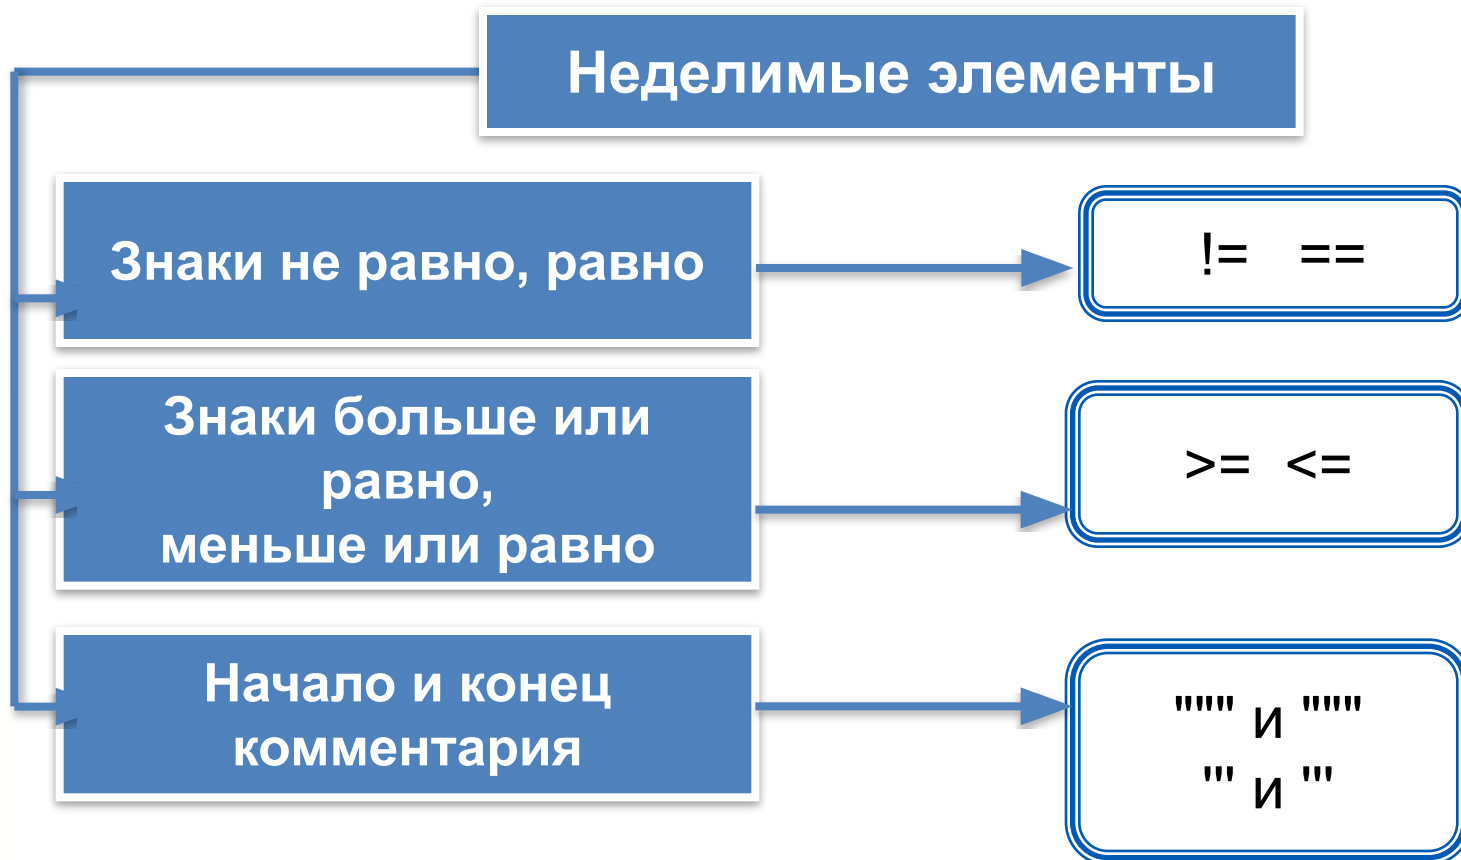 Неделимые элементы
Знаки не равно, равно
!= ==
Знаки больше или
равно,
меньше или равно
>= <=
Начало и конец
комментария
""" и """
''' и '''